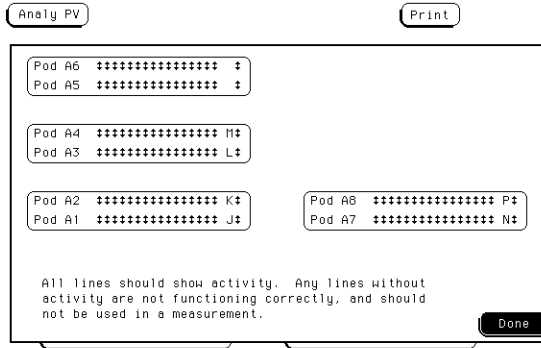 Analy PV Print
Pod A6 ↕↕↕↕↕↕↕↕↕↕↕↕↕↕↕↕ ↕
Pod A5 ↕↕↕↕↕↕↕↕↕↕↕↕↕↕↕↕ ↕
Pod A4 ↕↕↕↕↕↕↕↕↕↕↕↕↕↕↕↕ M↕
Pod A3 ↕↕↕↕↕↕↕↕↕↕↕↕↕↕↕↕ L↕
Pod A2 ↕↕↕↕↕↕↕↕↕↕↕↕↕↕↕↕ K↕
Pod A1 ↕↕↕↕↕↕↕↕↕↕↕↕↕↕↕↕ J↕
Pod A8 ↕↕↕↕↕↕↕↕↕↕↕↕↕↕↕↕ P↕
Pod A7 ↕↕↕↕↕↕↕↕↕↕↕↕↕↕↕↕ N↕
All lines should show activity. Any lines without
activity are not functioning correctly, and should
not be used in a measurement.
Done